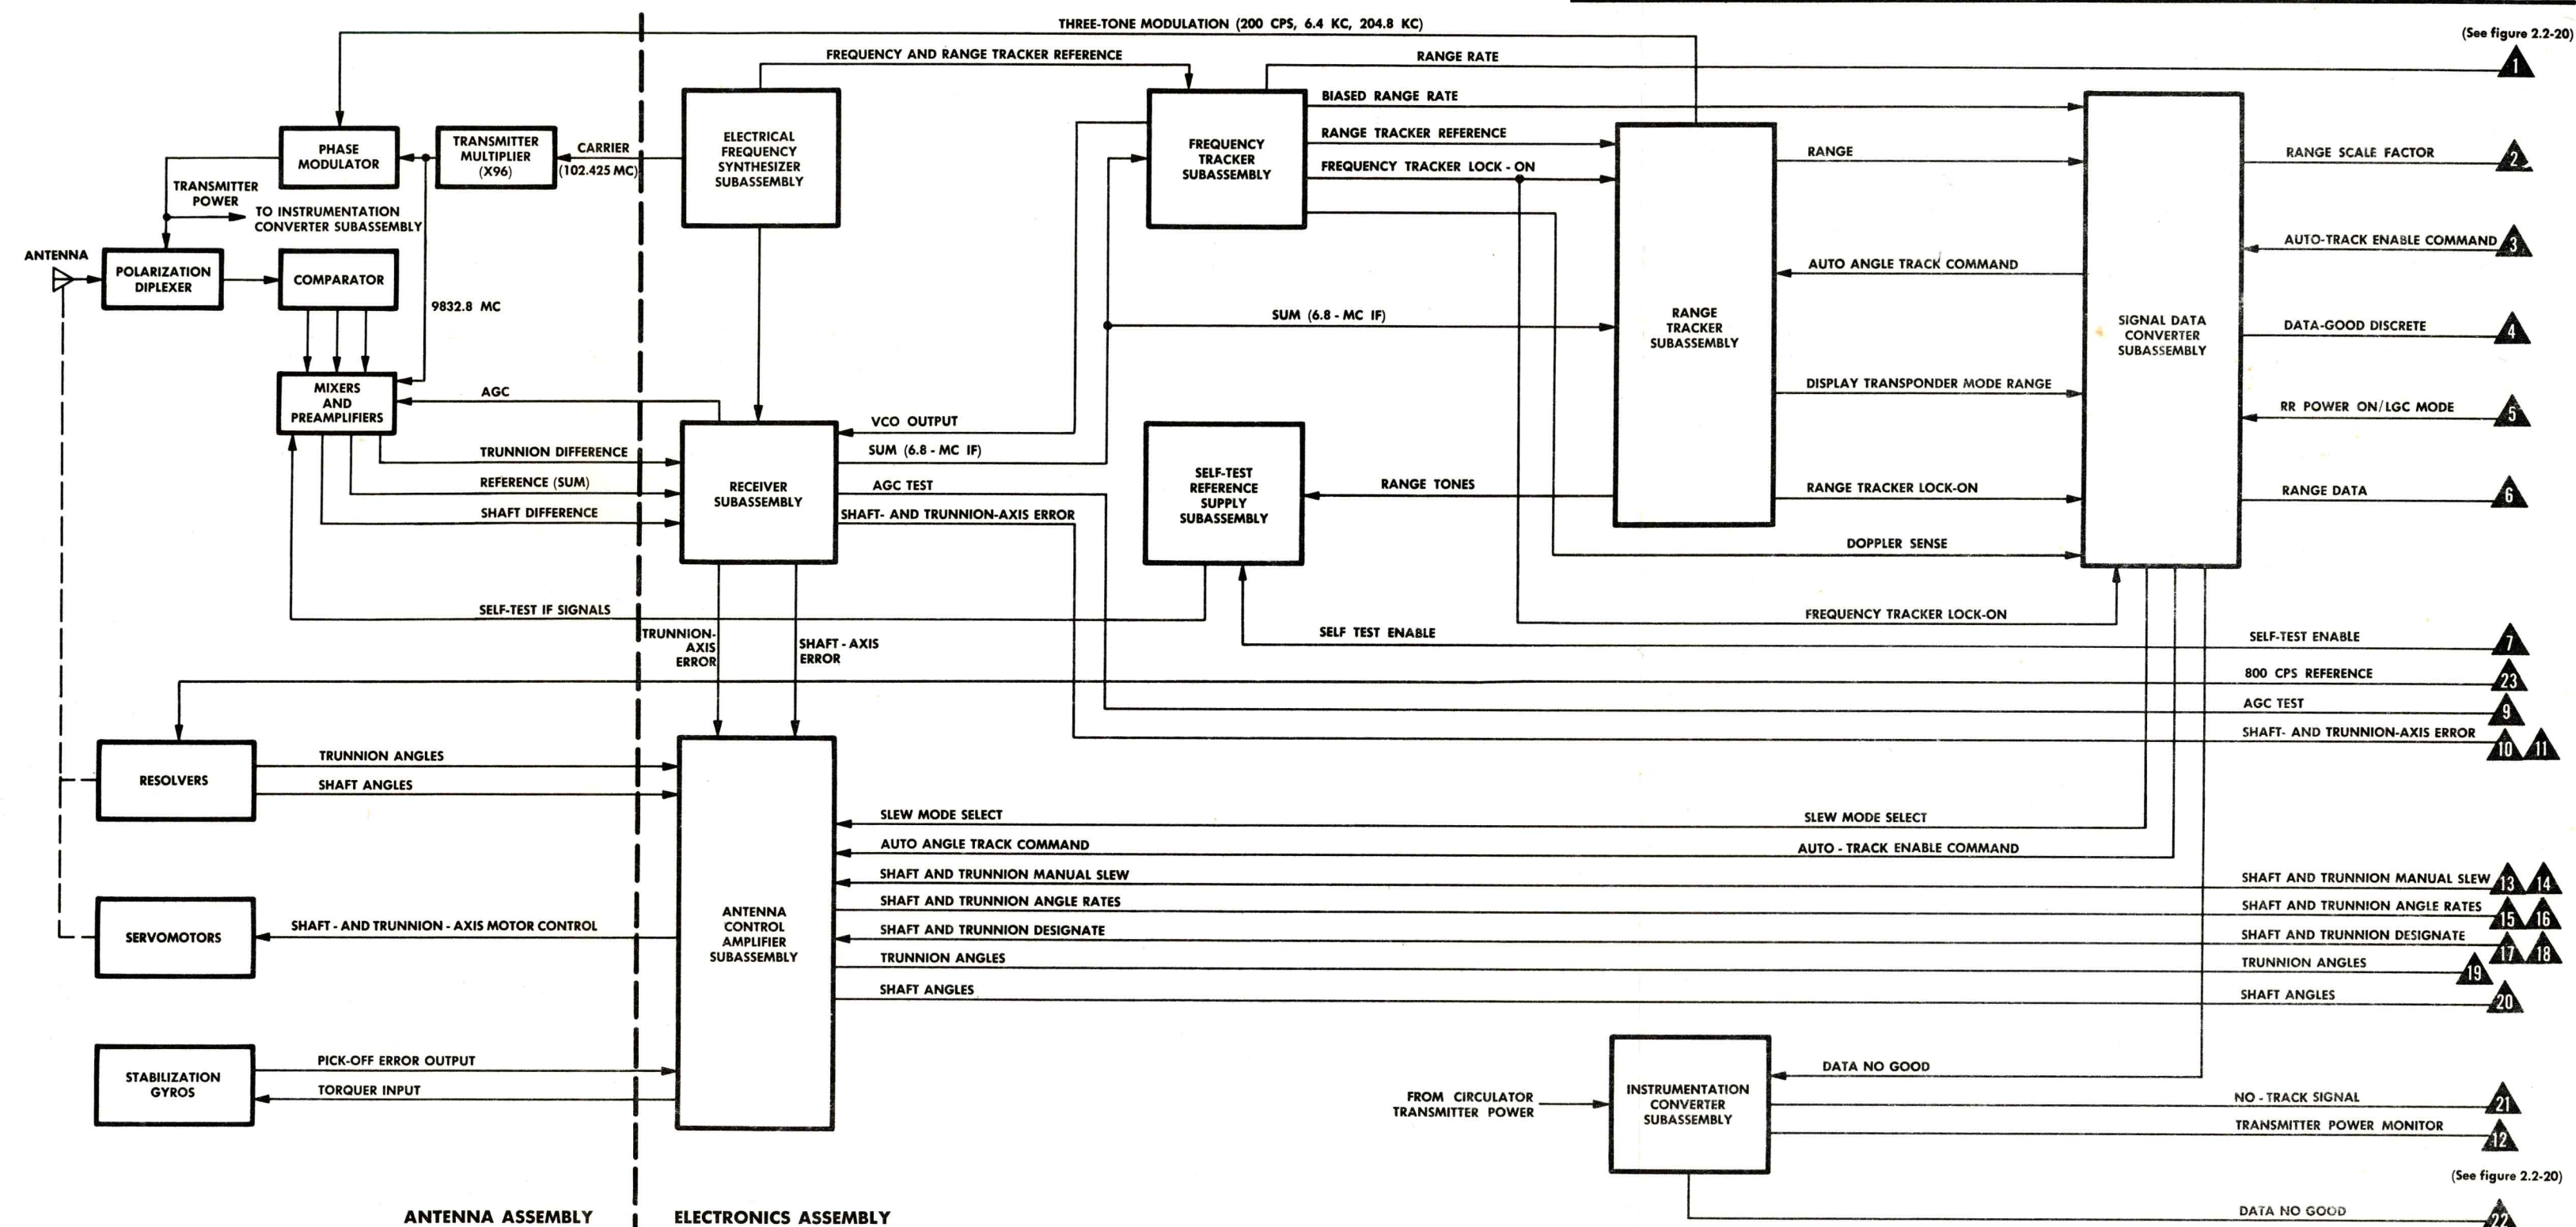 THREE-TONE MODULATION (200 CPS, 6.4 KC, 204.8 KC)
(See figure 2.2-20)
FREQUENCY AND RANGE TRACKER REFERENCE
RANGE RATE
1
BIASED RANGE RATE
PHASE
MODULATOR
TRANSMITTER
MULTIPLIER
(X96)
CARRIER
(102.425 MC)
ELECTRICAL
FREQUENCY
SYNTHESIZER
SUBASSEMBLY
FREQUENCY
TRACKER
SUBASSEMBLY
RANGE TRACKER REFERENCE
FREQUENCY TRACKER LOCK - ON
RANGE
RANGE SCALE FACTOR
2
TRANSMITTER
POWER
TO INSTRUMENTATION
CONVERTER SUBASSEMBLY
ANTENNA
POLARIZATION
DIPLEXER
COMPARATOR
9832.8 MC
AUTO-TRACK ENABLE COMMAND
3
AUTO ANGLE TRACK COMMAND
SUM (6.8 - MC IF)
RANGE
TRACKER
SUBASSEMBLY
SIGNAL DATA
CONVERTER
SUBASSEMBLY
DATA-GOOD DISCRETE
4
MIXERS
AND
PREAMPLIFIERS
AGC
DISPLAY TRANSPONDER MODE RANGE
RR POWER ON/LGC MODE
5
VCO OUTPUT
SUM (6.8 - MC IF)
TRUNNION DIFFERENCE
REFERENCE (SUM)
SHAFT DIFFERENCE
RECEIVER
SUBASSEMBLY
AGC TEST
SHAFT- AND TRUNNION-AXIS ERROR
SELF-TEST
REFERENCE
SUPPLY
SUBASSEMBLY
RANGE TONES
RANGE TRACKER LOCK-ON
RANGE DATA
6
DOPPLER SENSE
SELF-TEST IF SIGNALS
FREQUENCY TRACKER LOCK-ON
TRUNNION-
AXIS
ERROR
SHAFT - AXIS
ERROR
SELF TEST ENABLE
SELF-TEST ENABLE
7
800 CPS REFERENCE
23
AGC TEST
9
SHAFT- AND TRUNNION-AXIS ERROR
10
11
RESOLVERS
TRUNNION ANGLES
SHAFT ANGLES
SLEW MODE SELECT
SLEW MODE SELECT
AUTO ANGLE TRACK COMMAND
AUTO - TRACK ENABLE COMMAND
SHAFT AND TRUNNION MANUAL SLEW
SHAFT AND TRUNNION MANUAL SLEW
13
14
SHAFT AND TRUNNION ANGLE RATES
SHAFT AND TRUNNION ANGLE RATES
15
16
SERVOMOTORS
SHAFT - AND TRUNNION - AXIS MOTOR CONTROL
ANTENNA
CONTROL
AMPLIFIER
SUBASSEMBLY
SHAFT AND TRUNNION DESIGNATE
SHAFT AND TRUNNION DESIGNATE
17
18
TRUNNION ANGLES
TRUNNION ANGLES
19
SHAFT ANGLES
SHAFT ANGLES
20
STABILIZATION
GYROS
PICK-OFF ERROR OUTPUT
TORQUER INPUT
FROM CIRCULATOR
TRANSMITTER POWER
INSTRUMENTATION
CONVERTER
SUBASSEMBLY
DATA NO GOOD
NO - TRACK SIGNAL
21
TRANSMITTER POWER MONITOR
12
(See figure 2.2-20)
DATA NO GOOD
22
ANTENNA ASSEMBLY
ELECTRONICS ASSEMBLY